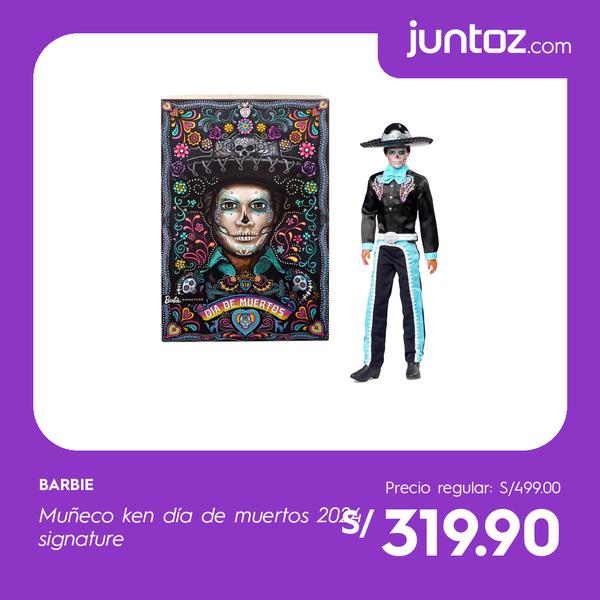 juntoz.com
Barbie SIGNATURE
DIA DE MUERTOS
BARBIE
Precio regular: S/499.00
Muñeco ken día de muertos 2024
signature
S/ 319.90